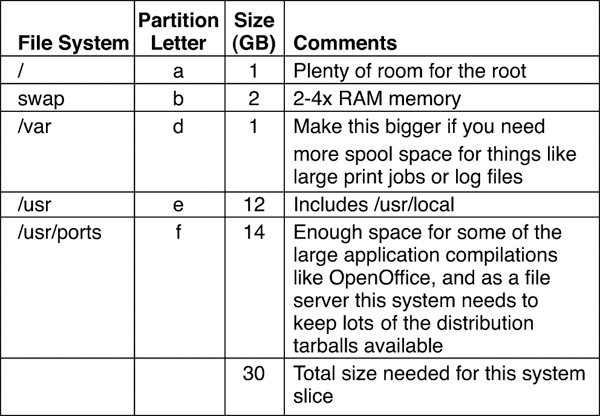 File System Partition Letter Size (GB) Comments
/ a 1 Plenty of room for the root
swap b 2 2-4x RAM memory
/var d 1 Make this bigger if you need
more spool space for things like
large print jobs or log files
/usr e 12 Includes /usr/local
/usr/ports f 14 Enough space for some of the
large application compilations
like OpenOffice, and as a file
server this system needs to
keep lots of the distribution
tarballs available
30 Total size needed for this system
slice